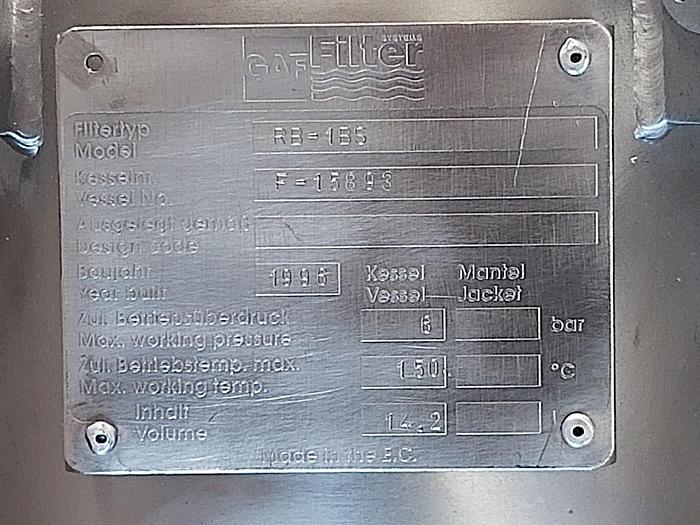 GAF Filter SYSTEMS
Filtertyp RB-1BS
Model
Kesselnr. F-15893
Vessel No.
Ausgelegt gemäß
Design code
Baujahr 1996 Kessel Mantel
Year built Vessel Jacket
Zul. Betriebsüberdruck 6 bar
Max. working pressure
Zul. Betriebstemp. max. 150 °C
Max. working temp.
Inhalt 14.2 l
Volume
Made in the E.C.